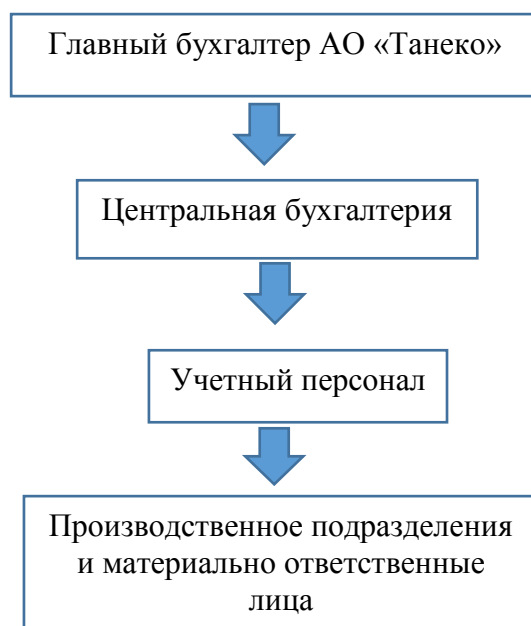 Главный бухгалтер АО «Танеко»
Центральная бухгалтерия
Учетный персонал
Производственное подразделения
и материально ответственные
лица